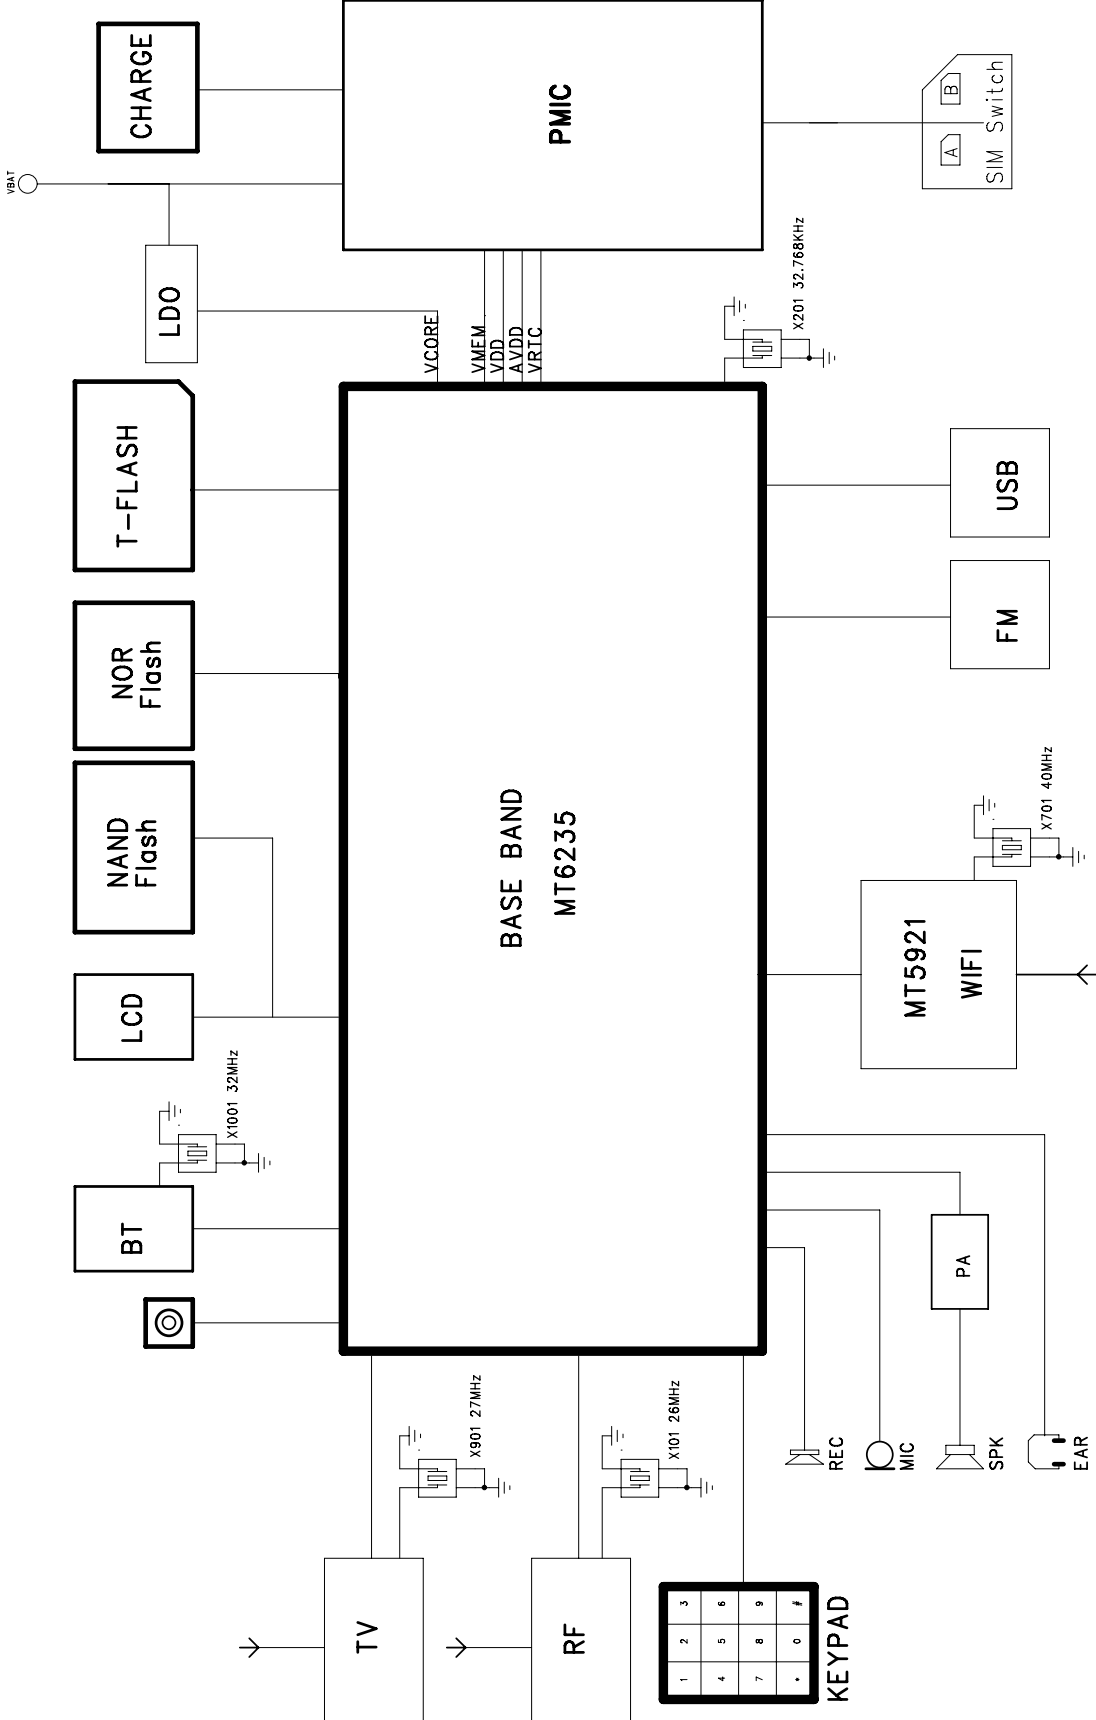 TV
X901 27MHz
RF
X101 26MHz
KEYPAD
1 2 3
4 5 6
7 8 9
* 0 #
BT
X1001 32MHz
LCD
NAND
Flash
NOR
Flash
T-FLASH
LDO
VBAT
CHARGE
BASE BAND
MT6235
VCORE
VMEM
VDD
AVDD
VRTC
PMIC
X201 32.768KHz
A
B
SIM Switch
REC
MIC
PA
SPK
EAR
MT5921
WIFI
X701 40MHz
FM
USB